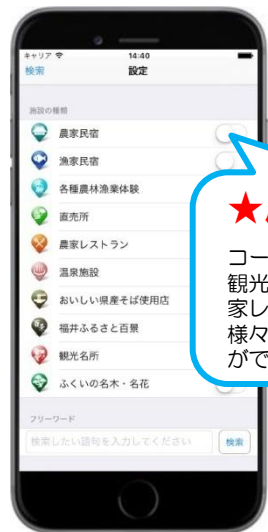 キャリア 14:40
検索 設定
施設の種類
農家民宿
漁家民宿
各種農林漁業体験
直売所
農家レストラン
温泉施設
おいしい県産そば使用店
福井ふるさと百景
観光名所
ふくいの名木・名花
フリーワード
検索したい語句を入力してください 検索
★
コー
観光
家レ
様々
がで